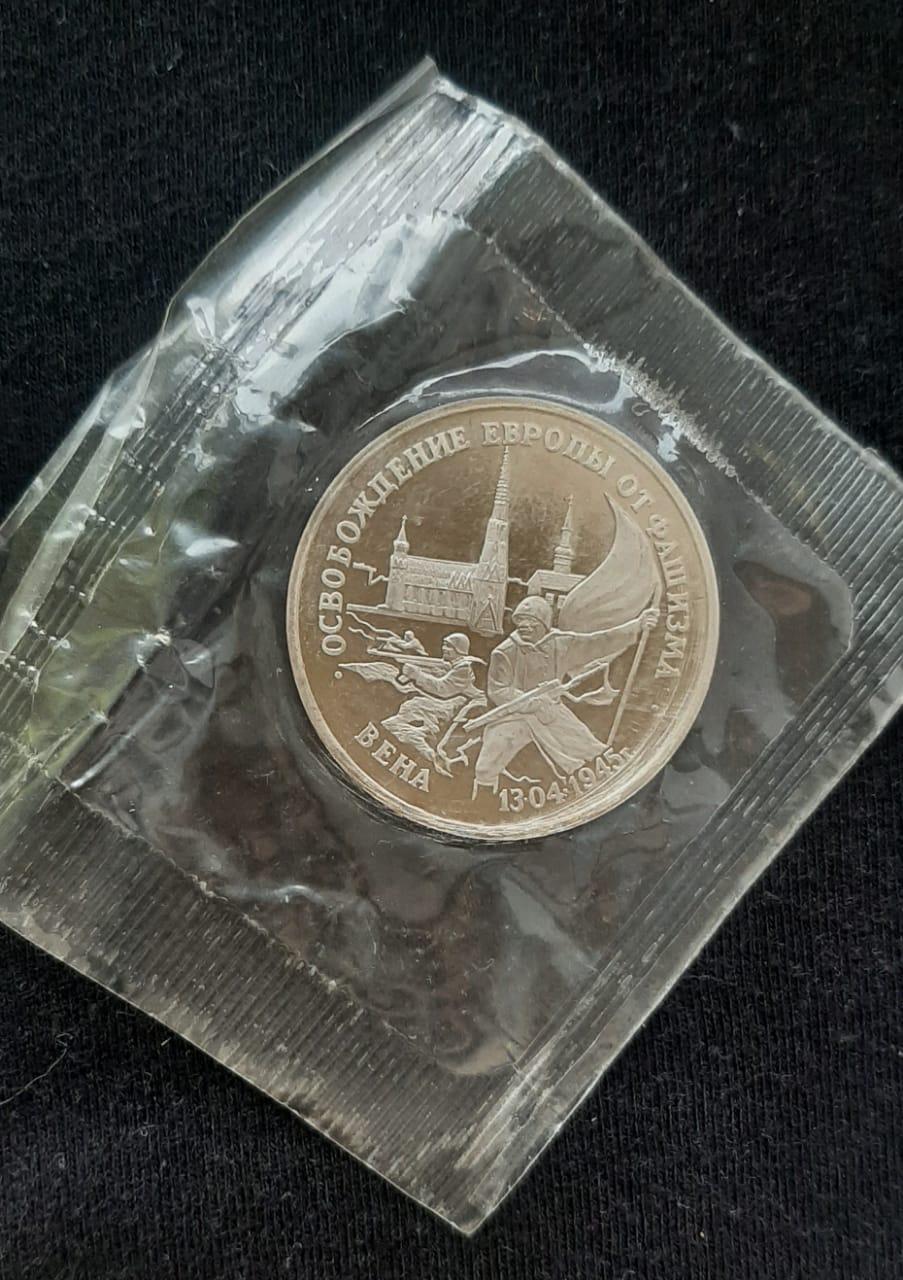 · ОСВОБОЖДЕНИЕ ЕВРОПЫ ОТ ФАШИЗМА ·
ВЕНА
13·04·1945г.